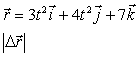 r⃗ = 3t²i⃗ + 4t²j⃗ + 7k⃗
|Δr⃗|